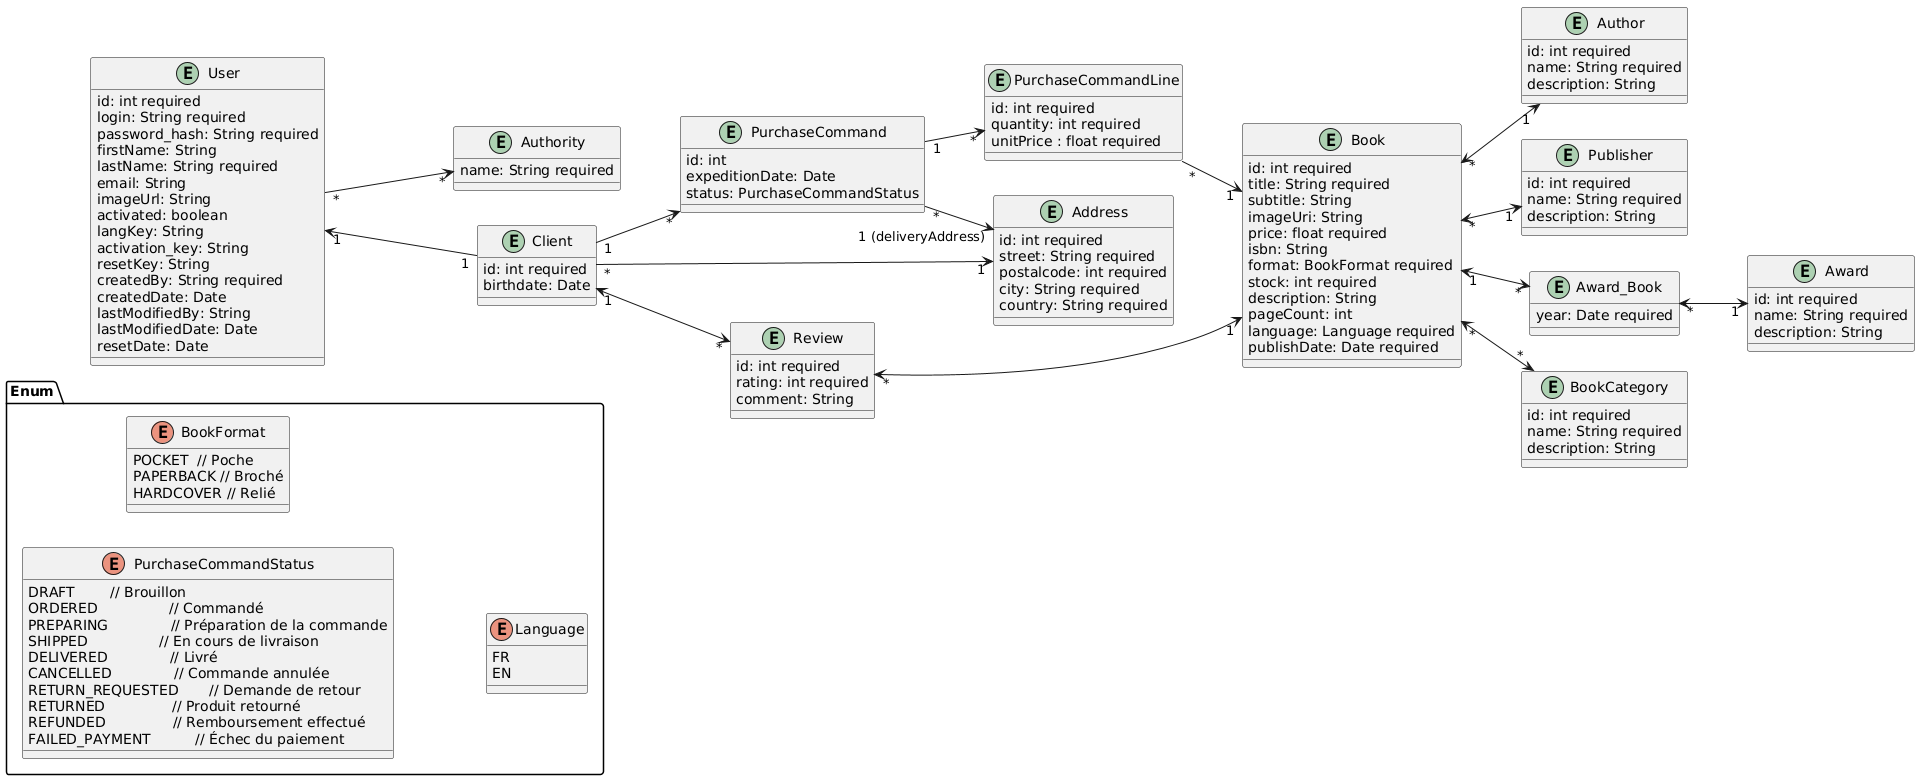 E User
id: int required
login: String required
password_hash: String required
firstName: String
lastName: String required
email: String
imageUrl: String
activated: boolean
langKey: String
activation_key: String
resetKey: String
createdBy: String required
createdDate: Date
lastModifiedBy: String
lastModifiedDate: Date
resetDate: Date
*
*
1
1
E Authority
name: String required
E Client
id: int required
birthdate: Date
1
*
*
1
1
*
E PurchaseCommand
id: int
expeditionDate: Date
status: PurchaseCommandStatus
1
*
*
1 (deliveryAddress)
E Review
id: int required
rating: int required
comment: String
*
1
E PurchaseCommandLine
id: int required
quantity: int required
unitPrice : float required
*
1
E Address
id: int required
street: String required
postalcode: int required
city: String required
country: String required
E Book
id: int required
title: String required
subtitle: String
imageUri: String
price: float required
isbn: String
format: BookFormat required
stock: int required
description: String
pageCount: int
language: Language required
publishDate: Date required
*
1
*
1
1
*
*
*
E Author
id: int required
name: String required
description: String
E Publisher
id: int required
name: String required
description: String
E Award_Book
year: Date required
*
1
E Award
id: int required
name: String required
description: String
E BookCategory
id: int required
name: String required
description: String
Enum
E BookFormat
POCKET // Poche
PAPERBACK // Broché
HARDCOVER // Relié
E PurchaseCommandStatus
DRAFT // Brouillon
ORDERED // Commandé
PREPARING // Préparation de la commande
SHIPPED // En cours de livraison
DELIVERED // Livré
CANCELLED // Commande annulée
RETURN_REQUESTED // Demande de retour
RETURNED // Produit retourné
REFUNDED // Remboursement effectué
FAILED_PAYMENT // Échec du paiement
E Language
FR
EN